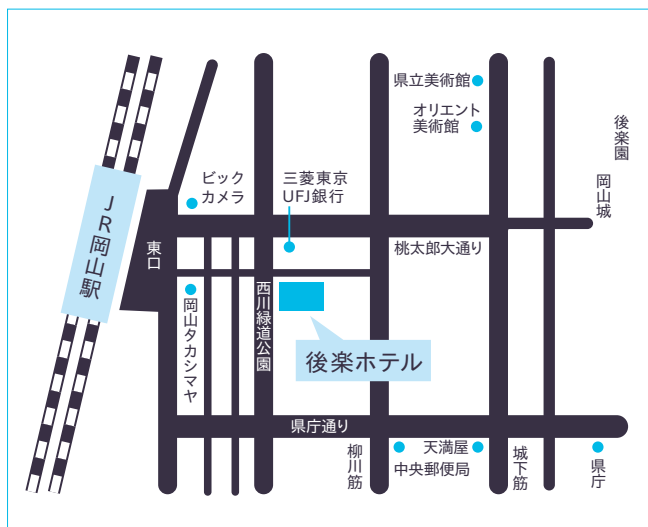 県立美術館
オリエント
美術館
後楽園
岡山城
ビック
カメラ
三菱東京
UFJ銀行
JR岡山駅
東口
桃太郎大通り
岡山タカシマヤ
西川緑道公園
後楽ホテル
県庁通り
柳川筋
天満屋
中央郵便局
城下筋
県庁